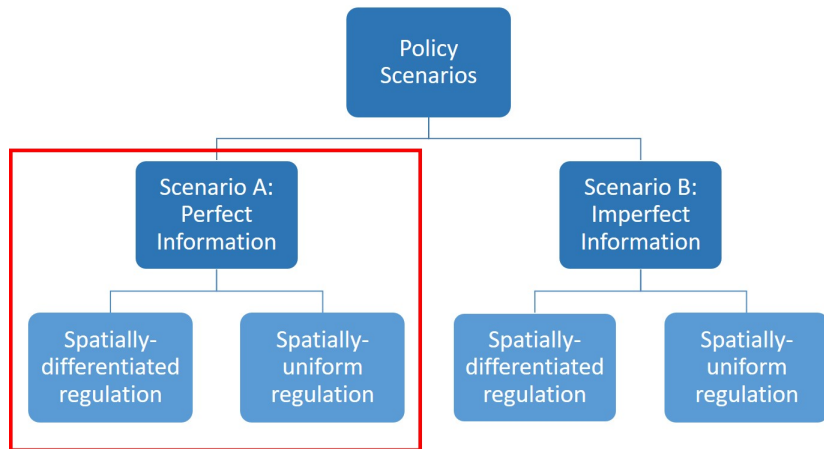 Policy
Scenarios
Scenario A:
Perfect
Information
Scenario B:
Imperfect
Information
Spatially-
differentiated
regulation
Spatially-
uniform
regulation
Spatially-
differentiated
regulation
Spatially-
uniform
regulation